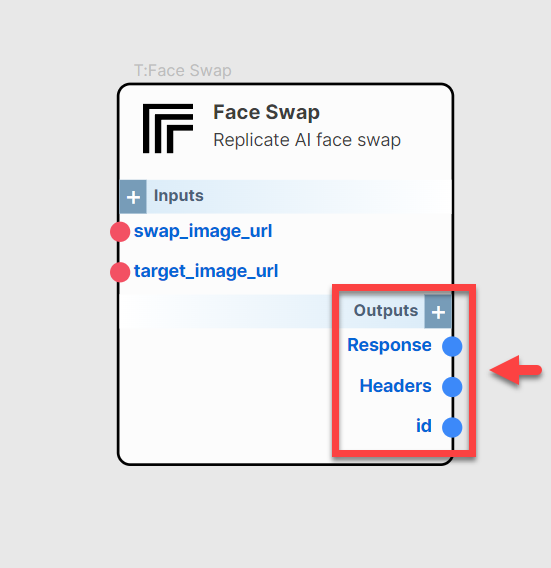 T:Face Swap
Face Swap
Replicate AI face swap
+ Inputs
swap_image_url
target_image_url
Outputs +
Response
Headers
id